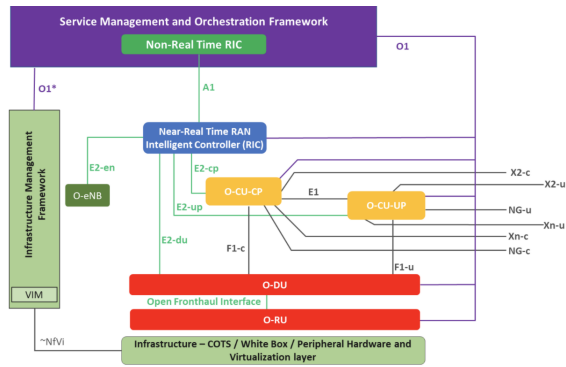 Service Management and Orchestration Framework
Non-Real Time RIC
O1
O1*
A1
Near-Real Time RAN
Intelligent Controller (RIC)
Infrastructure Management
Framework
E2-en
E2-cp
X2-c
O-eNB
O-CU-CP
E1
X2-u
E2-up
O-CU-UP
NG-u
Xn-u
E2-du
Xn-c
F1-c
NG-c
F1-u
O-DU
VIM
Open Fronthaul Interface
O-RU
~NfVi
Infrastructure – COTS / White Box / Peripheral Hardware and
Virtualization layer